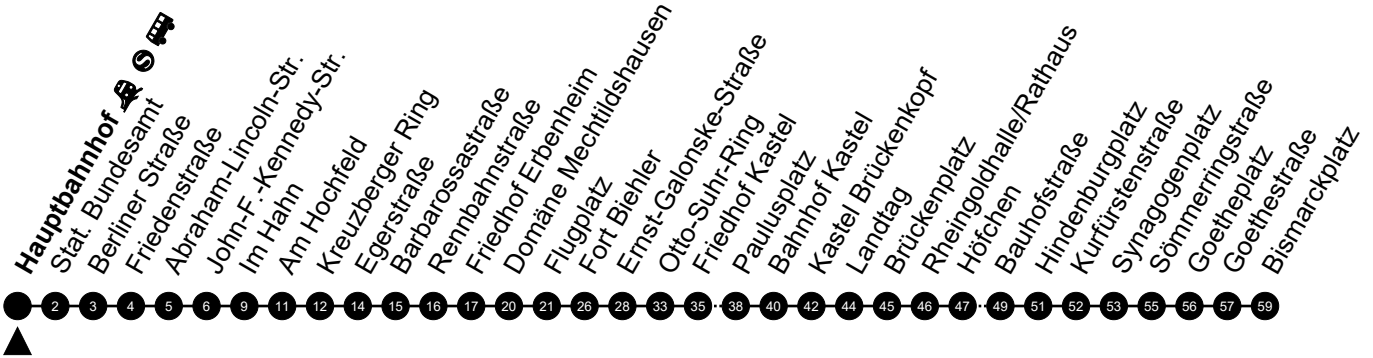 Hauptbahnhof S
Stat. Bundesamt
Berliner Straße
Friedenstraße
Abraham-Lincoln-Str.
John-F.-Kennedy-Str.
Im Hahn
Am Hochfeld
Kreuzberger Ring
Egerstraße
Barbarossastraße
Rennbahnstraße
Friedhof Erbenheim
Domäne Mechtildshausen
Flugplatz
Fort Biehler
Ernst-Galonske-Straße
Otto-Suhr-Ring
Friedhof Kastel
Paulusplatz
Bahnhof Kastel
Kastel Brückenkopf
Landtag
Brückenplatz
Rheingoldhalle/Rathaus
Höfchen
Bauhofstraße
Hindenburgplatz
Kurfürstenstraße
Synagogenplatz
Sömmerringstraße
Goetheplatz
Goethestraße
Bismarckplatz
2 3 4 5 6 9 11 12 14 15 16 17 20 21 26 28 33 35 38 40 42 44 45 46 47 49 51 52 53 55 56 57 59